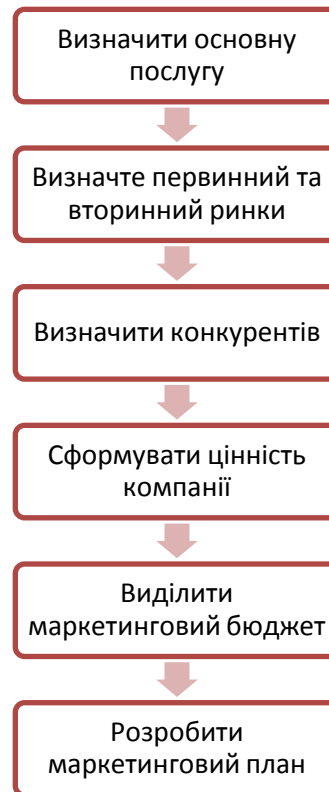 Визначити основну
послугу
Визначте первинний та
вторинний ринки
Визначити конкурентів
Сформувати цінність
компанії
Виділити
маркетинговий бюджет
Розробити
маркетинговий план